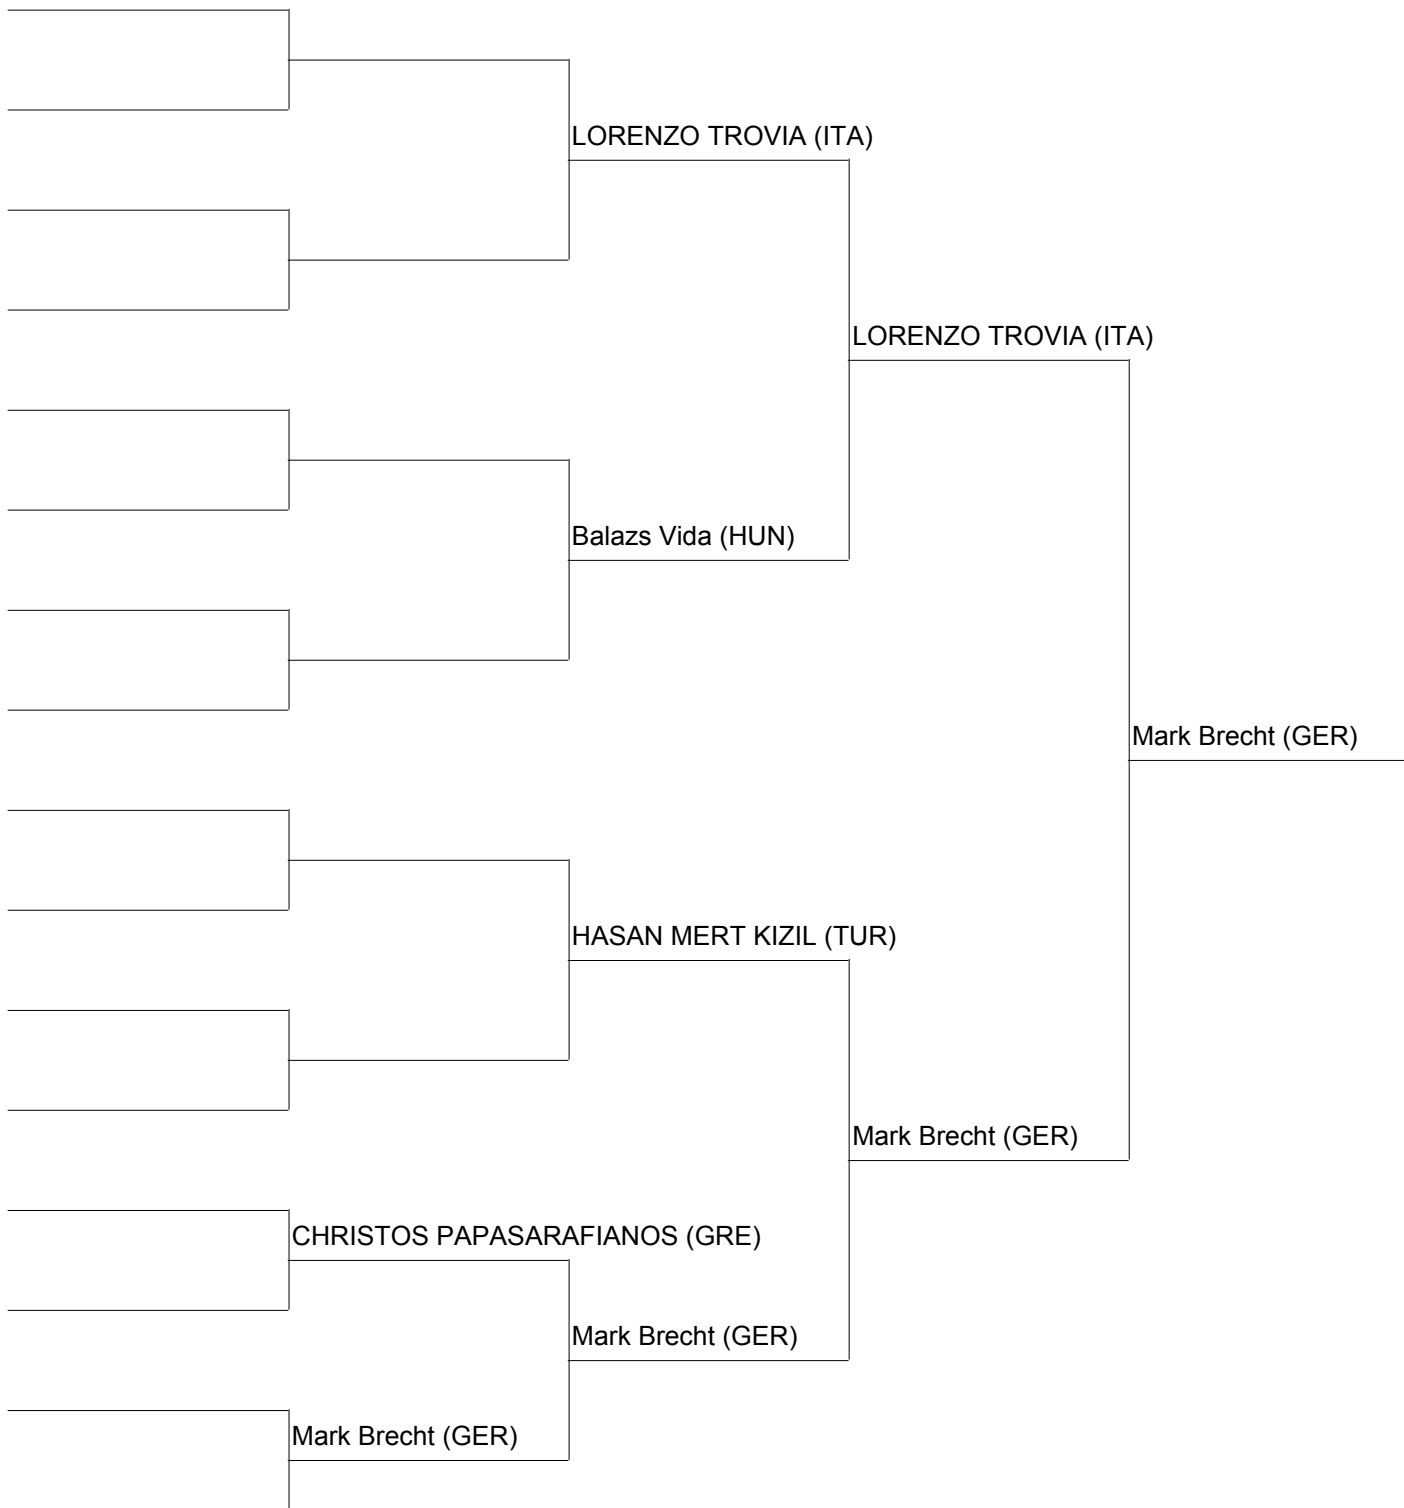 LORENZO TROVIA (ITA)
LORENZO TROVIA (ITA)
Balazs Vida (HUN)
Mark Brecht (GER)
HASAN MERT KIZIL (TUR)
Mark Brecht (GER)
CHRISTOS PAPASARAFIANOS (GRE)
Mark Brecht (GER)
Mark Brecht (GER)